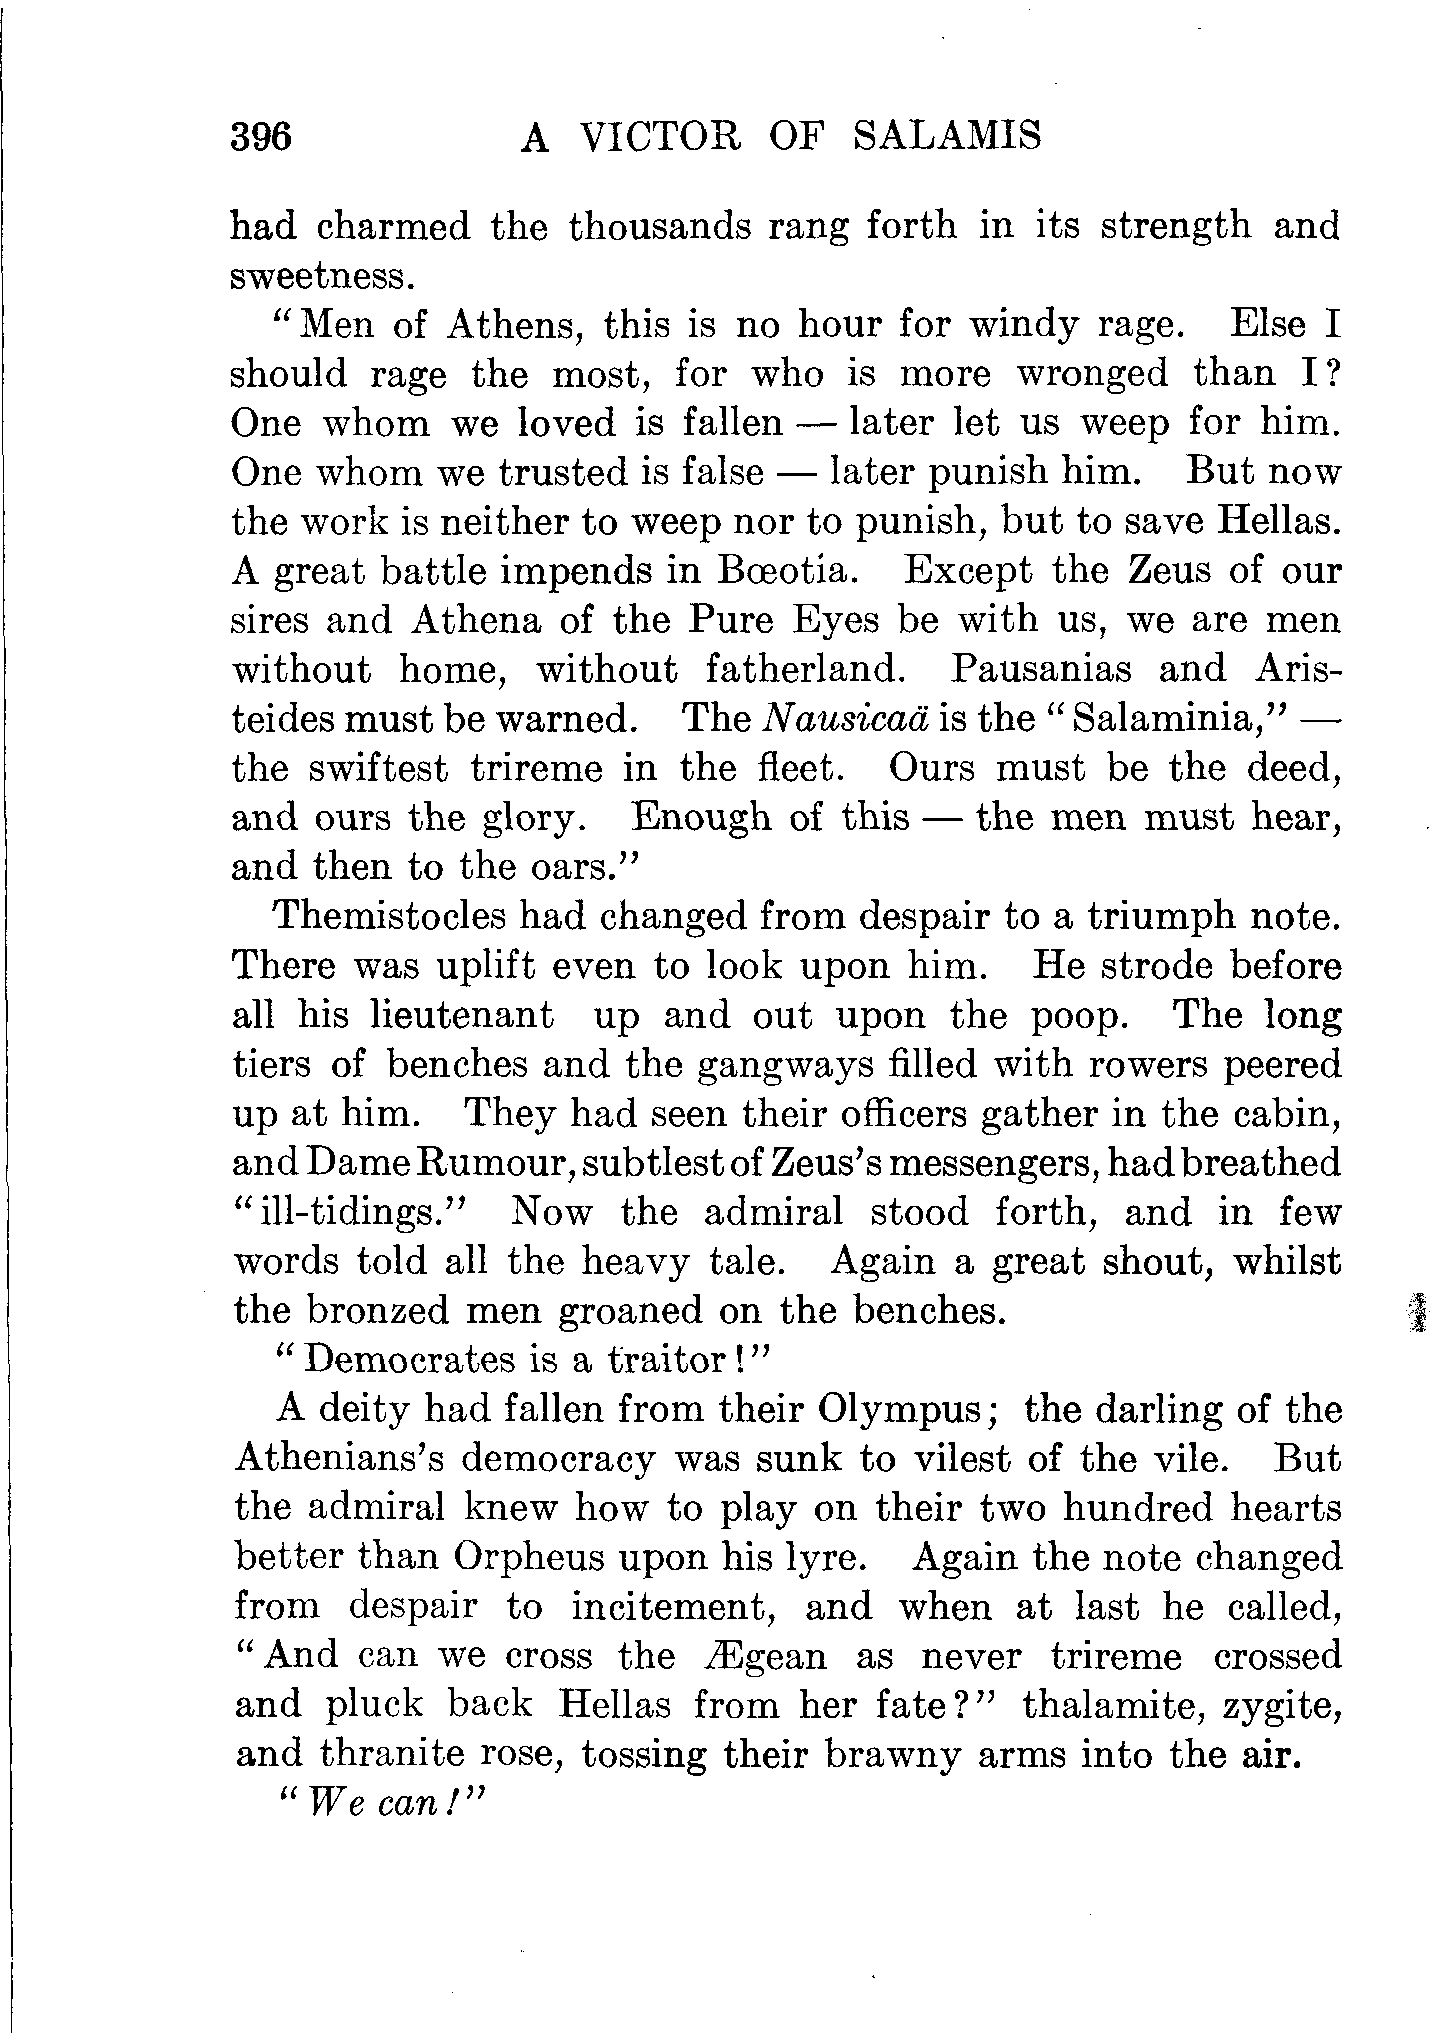 396 A VICTOR OF SALAMIS
had charmed the thousands rang forth in its strength and
sweetness.
“Men of Athens, this is no hour for windy rage. Else I
should rage the most, for who is more wronged than I?
One whom we loved is fallen — later let us weep for him.
One whom we trusted is false — later punish him. But now
the work is neither to weep nor to punish, but to save Hellas.
A great battle impends in Bœotia. Except the Zeus of our
sires and Athena of the Pure Eyes be with us, we are men
without home, without fatherland. Pausanias and Aris-
teides must be warned. The Nausicaä is the “Salaminia,” —
the swiftest trireme in the fleet. Ours must be the deed,
and ours the glory. Enough of this — the men must hear,
and then to the oars.”
Themistocles had changed from despair to a triumph note.
There was uplift even to look upon him. He strode before
all his lieutenant up and out upon the poop. The long
tiers of benches and the gangways filled with rowers peered
up at him. They had seen their officers gather in the cabin,
and Dame Rumour, subtlest of Zeus’s messengers, had breathed
“ill-tidings.” Now the admiral stood forth, and in few
words told all the heavy tale. Again a great shout, whilst
the bronzed men groaned on the benches.
“Democrates is a traitor!”
A deity had fallen from their Olympus; the darling of the
Athenians’s democracy was sunk to vilest of the vile. But
the admiral knew how to play on their two hundred hearts
better than Orpheus upon his lyre. Again the note changed
from despair to incitement, and when at last he called,
“And can we cross the Ægean as never trireme crossed
and pluck back Hellas from her fate?” thalamite, zygite,
and thranite rose, tossing their brawny arms into the air.
“We can!”